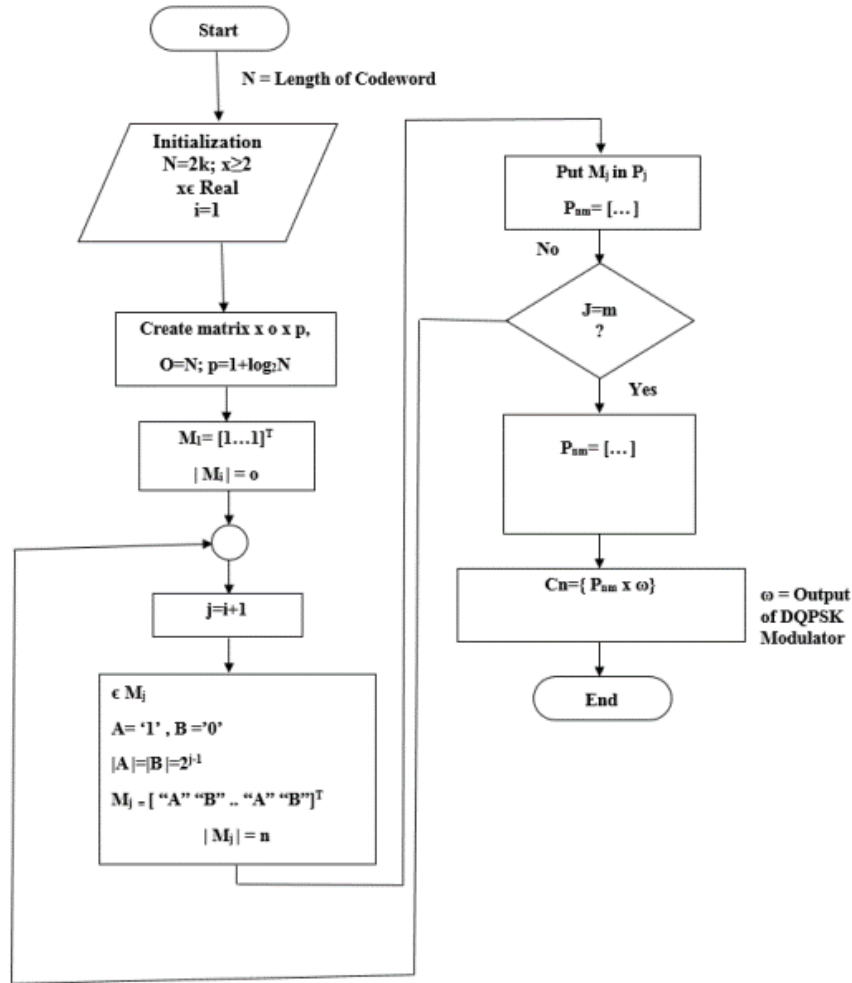 Start
N = Length of Codeword
Initialization
N=2k; x≥2
xϵ Real
i=1
Create matrix x o x p,
O=N; p=1+log₂N
M₁= [1…1]ᵀ
| Mᵢ | = o
j=i+1
ϵ Mⱼ
A= ‘1’ , B =’0’
|A|=|B|=2ʲ⁻¹
Mⱼ = [ “A” “B” .. “A” “B”]ᵀ
| Mⱼ | = n
Put Mⱼ in Pⱼ
Pₙₘ= […]
No
J=m
?
Yes
Pₙₘ= […]
Cn={ Pₙₘ x ω}
ω = Output
of DQPSK
Modulator
End